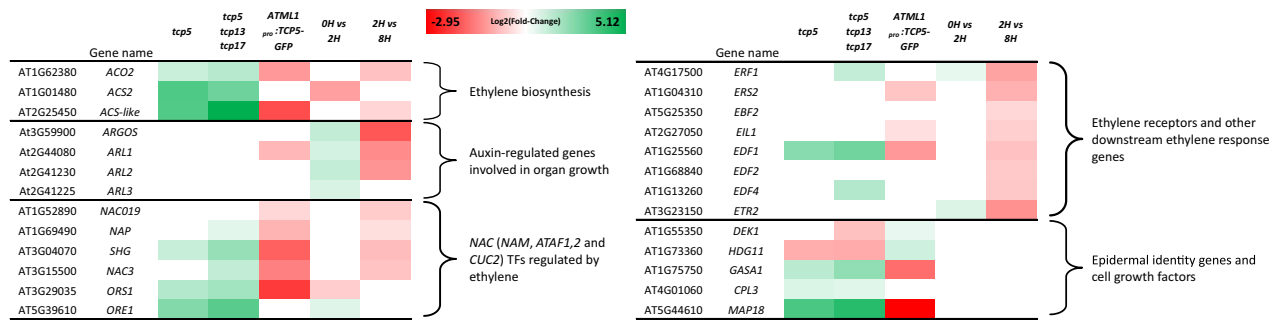 tcp5
tcp5
tcp13
tcp17
ATML1
pro:TCP5-
GFP
0H vs
2H
2H vs
8H
-2.95 Log2(Fold-Change) 5.12
Gene name
AT1G62380 ACO2
AT1G01480 ACS2
AT2G25450 ACS-like
Ethylene biosynthesis
At3G59900 ARGOS
At2G44080 ARL1
At2G41230 ARL2
At2G41225 ARL3
Auxin-regulated genes
involved in organ growth
AT1G52890 NAC019
AT1G69490 NAP
AT3G04070 SHG
AT3G15500 NAC3
AT3G29035 ORS1
AT5G39610 ORE1
NAC (NAM, ATAF1,2 and
CUC2) TFs regulated by
ethylene
tcp5
tcp5
tcp13
tcp17
ATML1
pro:TCP5-
GFP
0H vs
2H
2H vs
8H
Gene name
AT4G17500 ERF1
AT1G04310 ERS2
AT5G25350 EBF2
AT2G27050 EIL1
AT1G25560 EDF1
AT1G68840 EDF2
AT1G13260 EDF4
AT3G23150 ETR2
Ethylene receptors and other
downstream ethylene response
genes
AT1G55350 DEK1
AT1G73360 HDG11
AT1G75750 GASA1
AT4G01060 CPL3
AT5G44610 MAP18
Epidermal identity genes and
cell growth factors